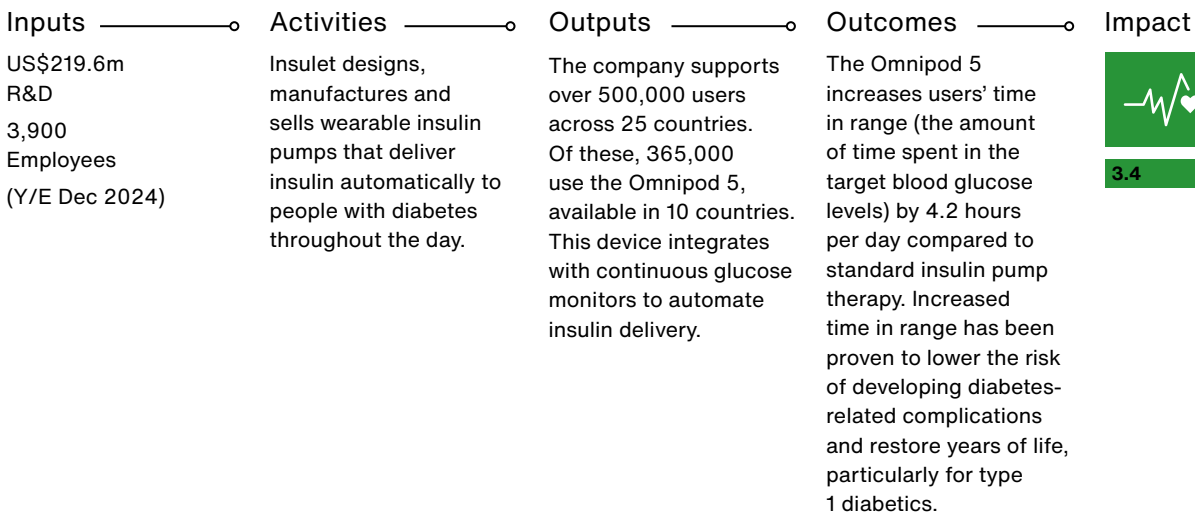 Inputs
US$219.6m
R&D
3,900
Employees
(Y/E Dec 2024)
Activities
Insulet designs,
manufactures and
sells wearable insulin
pumps that deliver
insulin automatically to
people with diabetes
throughout the day.
Outputs
The company supports
over 500,000 users
across 25 countries.
Of these, 365,000
use the Omnipod 5,
available in 10 countries.
This device integrates
with continuous glucose
monitors to automate
insulin delivery.
Outcomes
The Omnipod 5
increases users’ time
in range (the amount
of time spent in the
target blood glucose
levels) by 4.2 hours
per day compared to
standard insulin pump
therapy. Increased
time in range has been
proven to lower the risk
of developing diabetes-
related complications
and restore years of life,
particularly for type
1 diabetics.
Impact
3.4